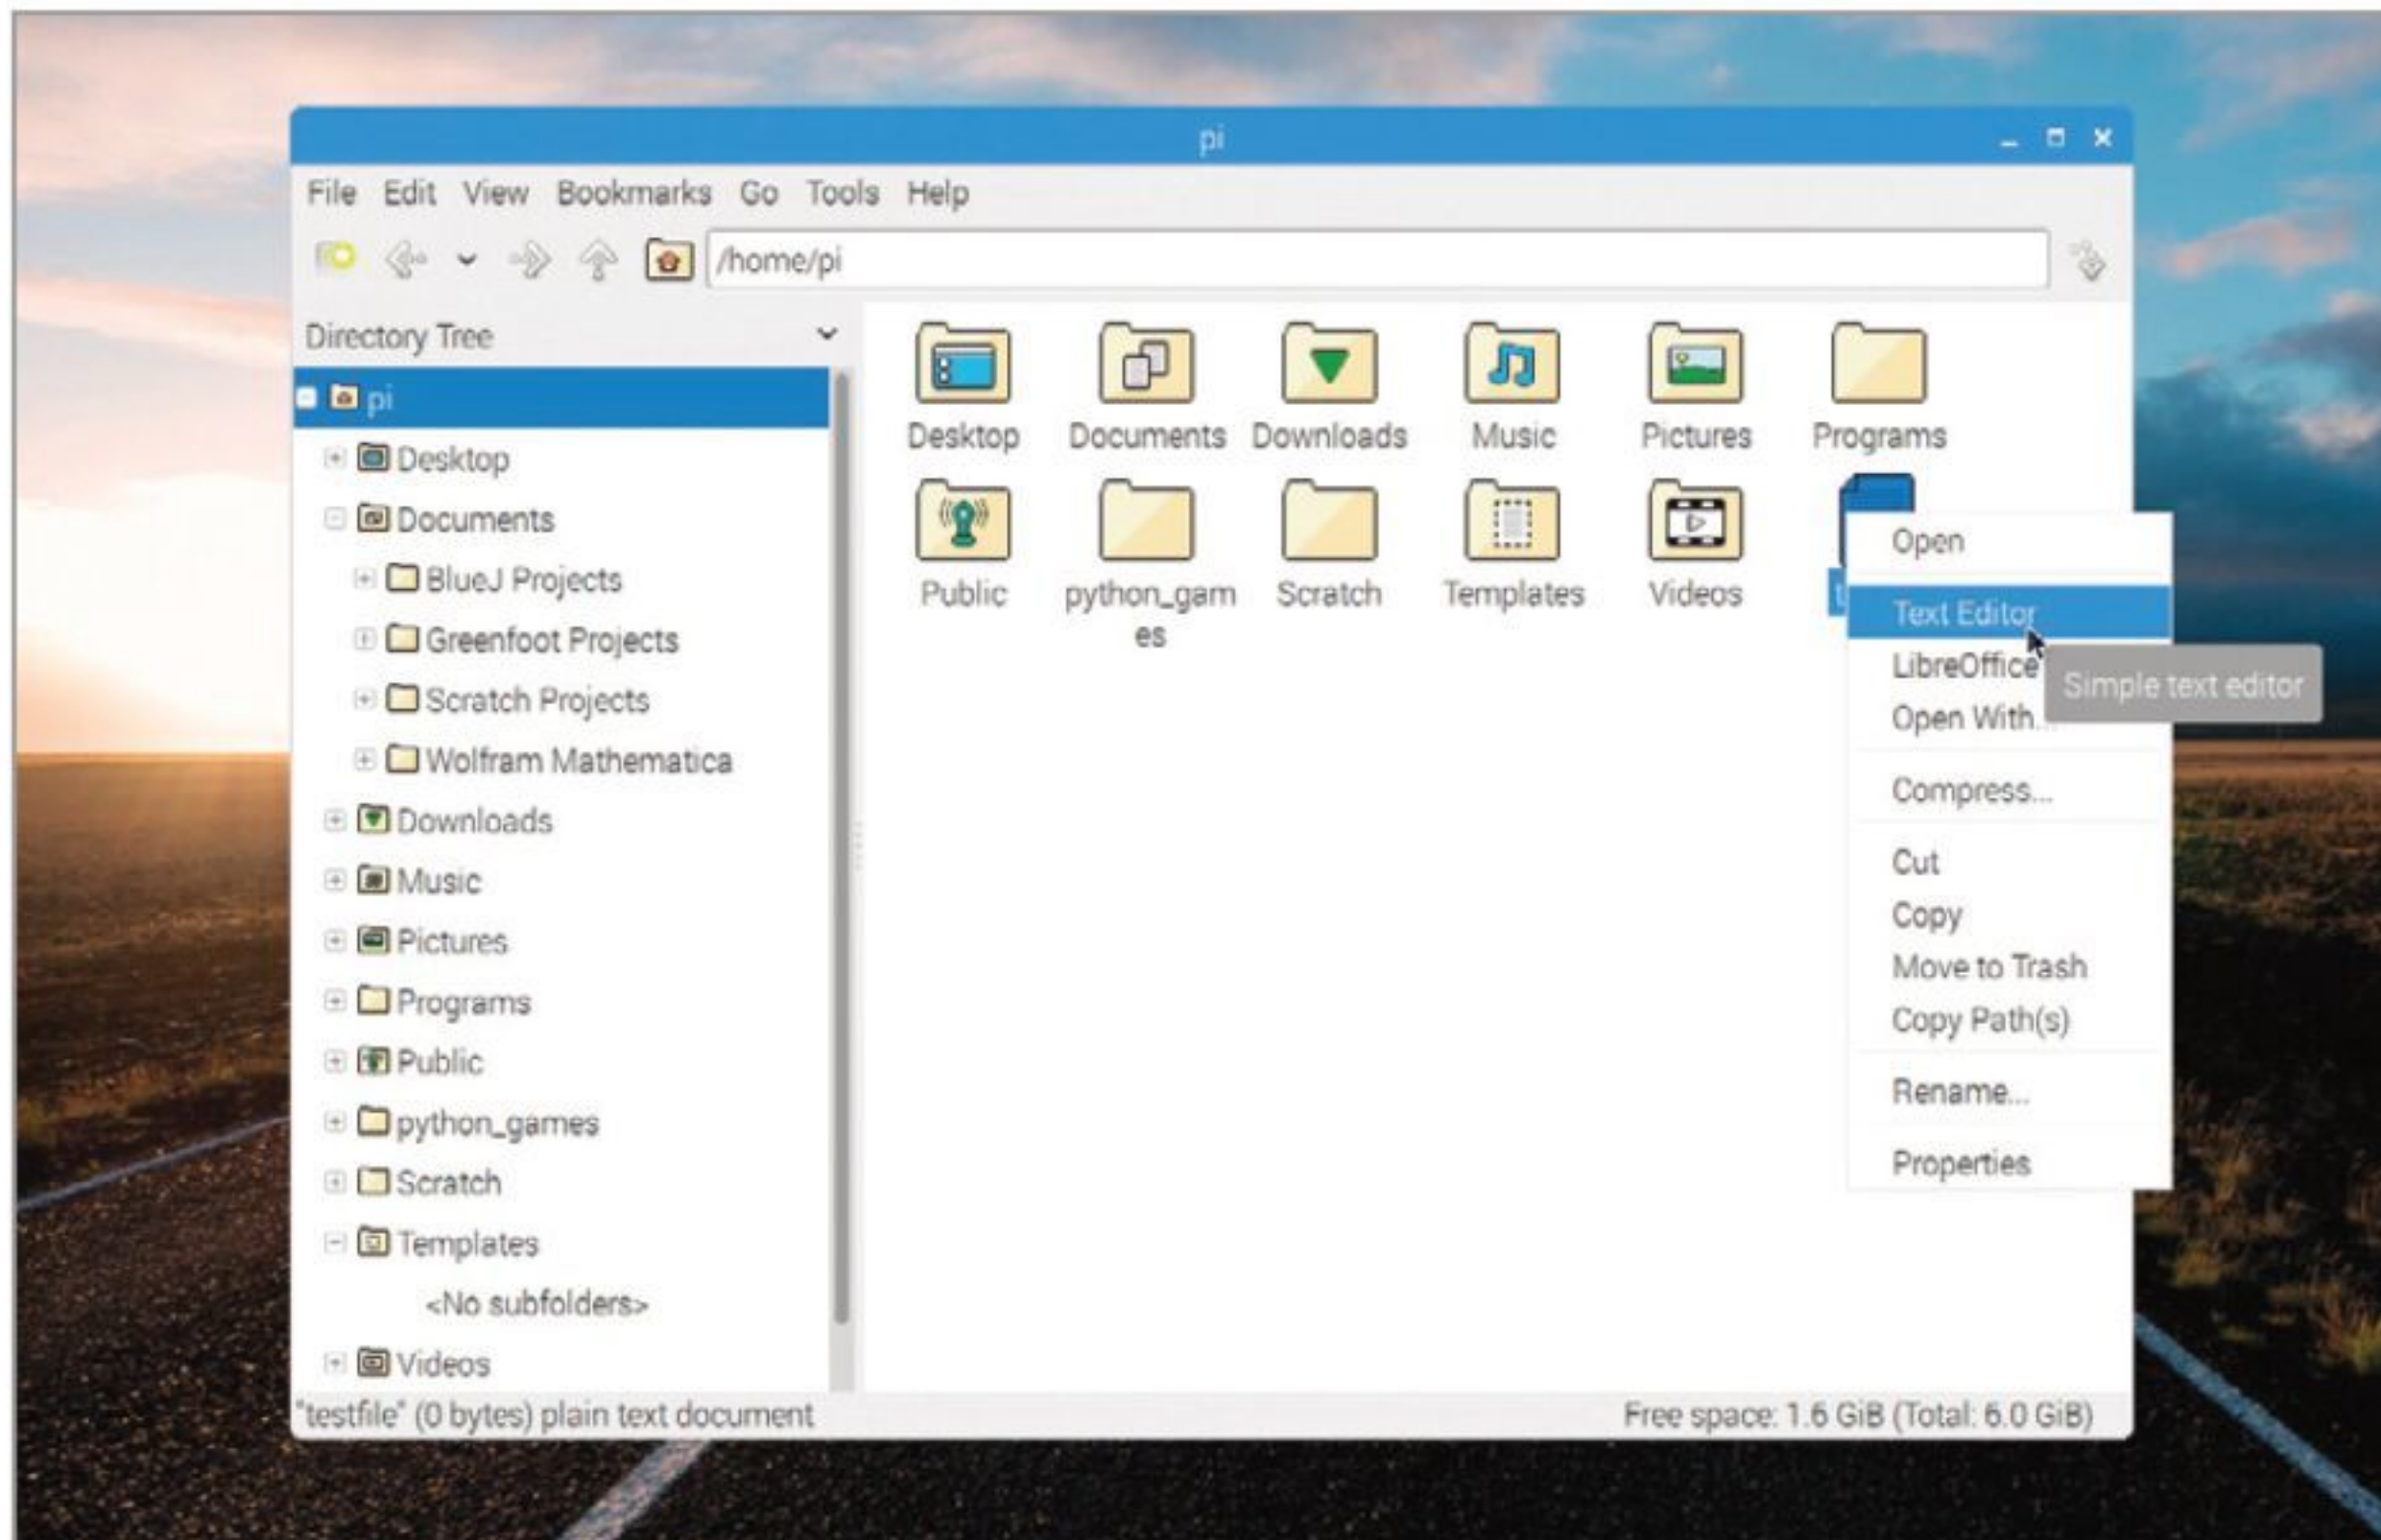 pi
File Edit View Bookmarks Go Tools Help
/home/pi
Directory Tree
pi
Desktop
Documents
BlueJ Projects
Greenfoot Projects
Scratch Projects
Wolfram Mathematica
Downloads
Music
Pictures
Programs
Public
python_games
Scratch
Templates
<No subfolders>
Videos
Desktop Documents Downloads Music Pictures Programs
Public python_gam Scratch Templates Videos
es
Open
Text Editor
LibreOffice
Simple text editor
Open With...
Compress...
Cut
Copy
Move to Trash
Copy Path(s)
Rename...
Properties
"testfile" (0 bytes) plain text document
Free space: 1.6 GiB (Total: 6.0 GiB)